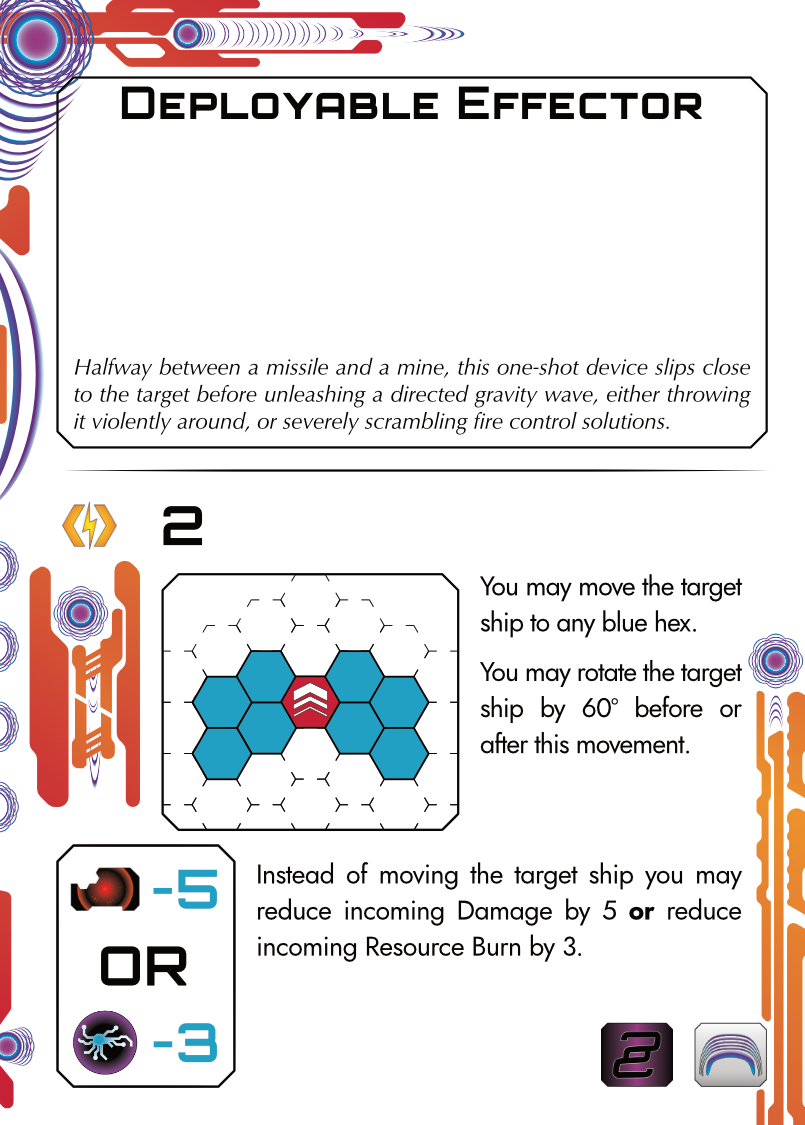 Deployable Effector
Halfway between a missile and a mine, this one-shot device slips close
to the target before unleashing a directed gravity wave, either throwing
it violently around, or severely scrambling fire control solutions.
2
You may move the target
ship to any blue hex.
You may rotate the target
ship by 60° before or
after this movement.
-5
OR
-3
Instead of moving the target ship you may
reduce incoming Damage by 5 or reduce
incoming Resource Burn by 3.
2